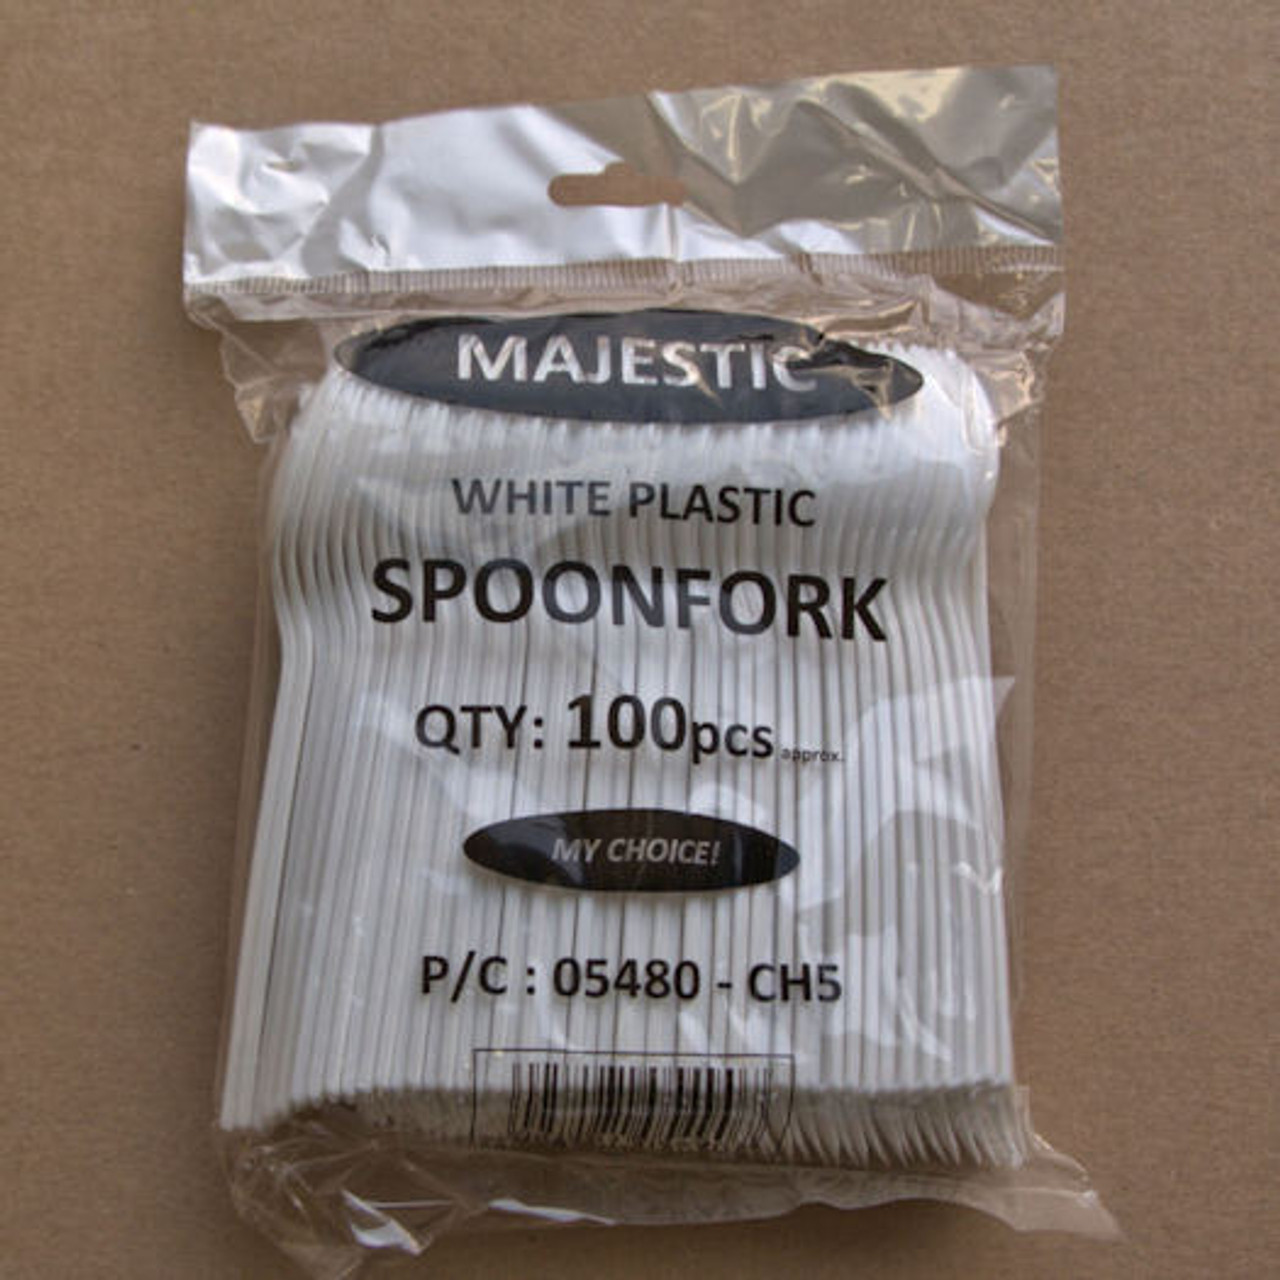 MAJESTIC
WHITE PLASTIC
SPOONFORK
QTY: 100pcs approx.
MY CHOICE!
P/C : 05480 - CH5